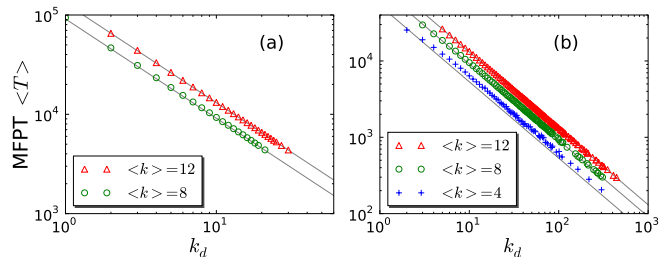 MFPT <T>
10^5
10^4
10^3
10^0
10^1
k_d
(a)
<k>=12
<k>=8
10^4
10^3
10^2
10^0
10^1
10^2
10^3
k_d
(b)
<k>=12
<k>=8
<k>=4